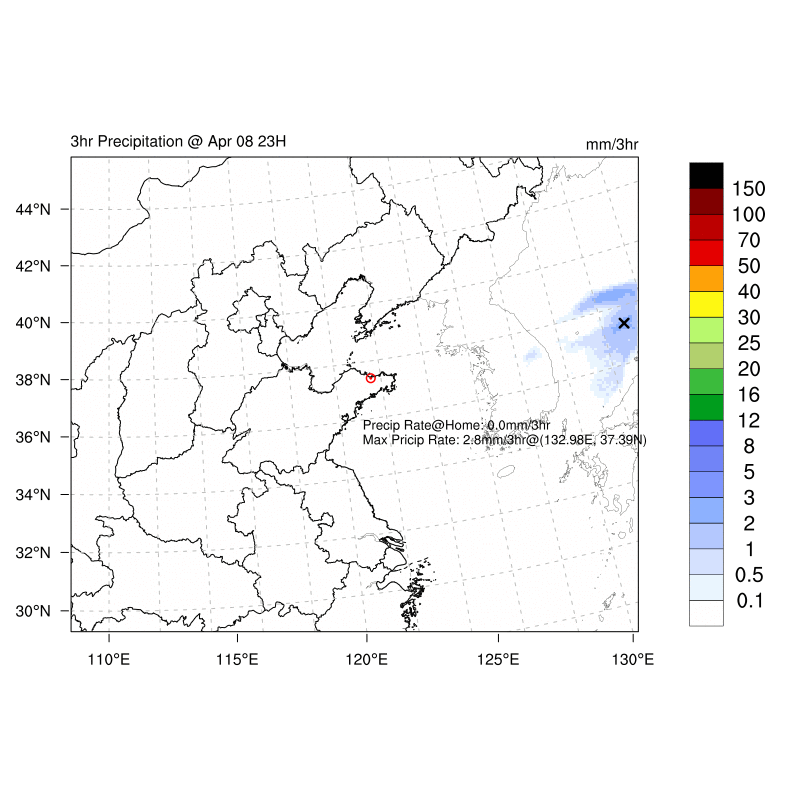 3hr Precipitation @ Apr 08 23H
mm/3hr
44°N
42°N
40°N
38°N
36°N
34°N
32°N
30°N
110°E
115°E
120°E
125°E
130°E
Precip Rate@Home: 0.0mm/3hr
Max Pricip Rate: 2.8mm/3hr@(132.98E, 37.39N)
150
100
70
50
40
30
25
20
16
12
8
5
3
2
1
0.5
0.1